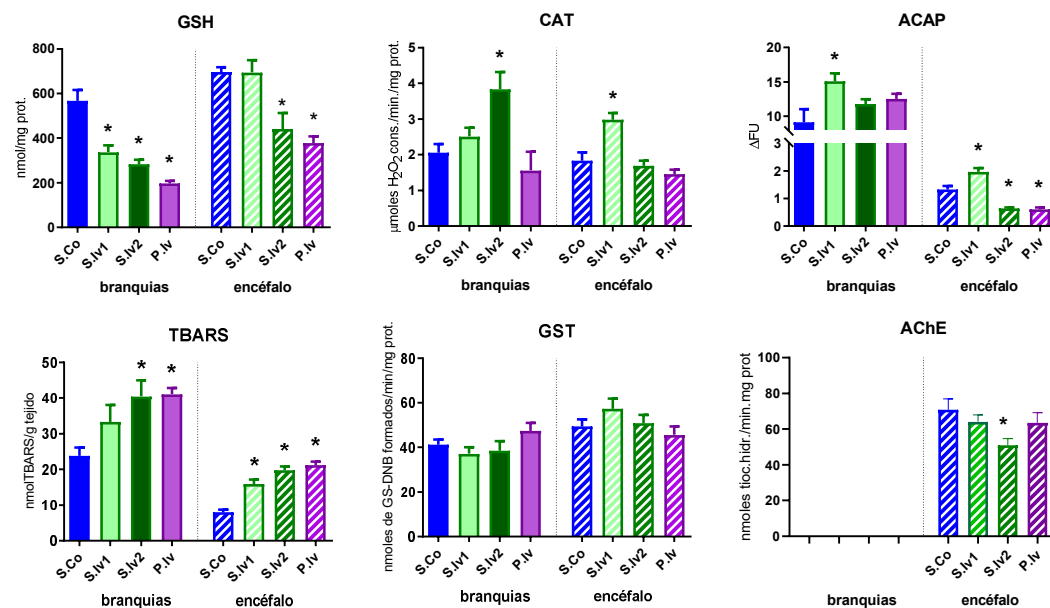 GSH
nmol/mg prot.
800
600
400
200
0
* * * * *
S.Co S.Iv1 S.Iv2 P.Iv S.Co S.Iv1 S.Iv2 P.Iv
branquias encéfalo
CAT
µmoles H2O2 cons./min./mg prot.
5
4
3
2
1
0
* *
S.Co S.Iv1 S.Iv2 P.Iv S.Co S.Iv1 S.Iv2 P.Iv
branquias encéfalo
ACAP
ΔFU
20
15
10
3
2
1
0
* * * *
S.Co S.Iv1 S.Iv2 P.Iv S.Co S.Iv1 S.Iv2 P.Iv
branquias encéfalo
TBARS
nmolTBARS/g tejido
50
40
30
20
10
0
* * * * *
S.Co S.Iv1 S.Iv2 P.Iv S.Co S.Iv1 S.Iv2 P.Iv
branquias encéfalo
GST
nmoles de GS-DNB formados/min/mg prot.
80
60
40
20
0
S.Co S.Iv1 S.Iv2 P.Iv S.Co S.Iv1 S.Iv2 P.Iv
branquias encéfalo
AChE
nmoles tioc.hidr./min.mg prot
100
80
60
40
20
0
*
S.Co S.Iv1 S.Iv2 P.Iv
branquias encéfalo